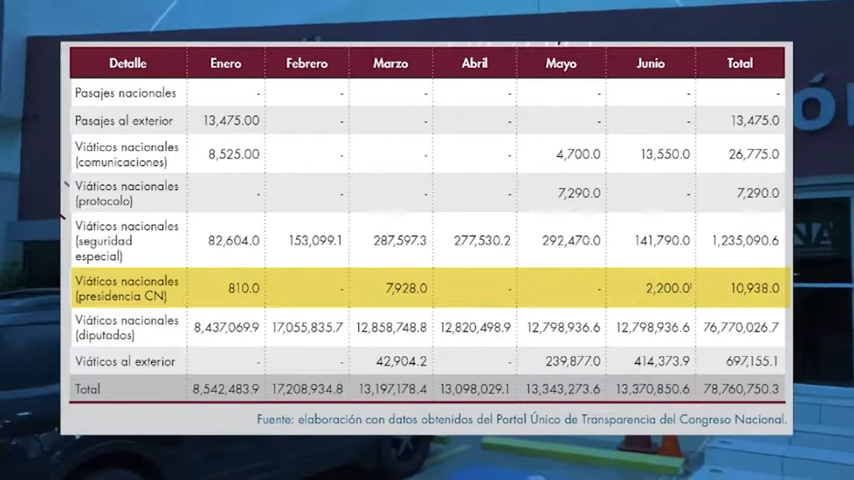 Detalle Enero Febrero Marzo Abril Mayo Junio Total
Pasajes nacionales - - - - - - -
Pasajes al exterior 13,475.00 - - - - - 13,475.0
Viáticos nacionales
(comunicaciones) 8,525.00 - - - 4,700.0 13,550.0 26,775.0
Viáticos nacionales
(protocolo) - - - - 7,290.0 - 7,290.0
Viáticos nacionales
(seguridad
especial) 82,604.0 153,099.1 287,597.3 277,530.2 292,470.0 141,790.0 1,235,090.6
Viáticos nacionales
(presidencia CN) 810.0 - 7,928.0 - - 2,200.0 10,938.0
Viáticos nacionales
(diputados) 8,437,069.9 17,055,835.7 12,858,748.8 12,820,498.9 12,798,936.6 12,798,936.6 76,770,026.7
Viáticos al exterior - - 42,904.2 - 239,877.0 414,373.9 697,155.1
Total 8,542,483.9 17,208,934.8 13,197,178.4 13,098,029.1 13,343,273.6 13,370,850.6 78,760,750.3
Fuente: elaboración con datos obtenidos del Portal Único de Transparencia del Congreso Nacional.